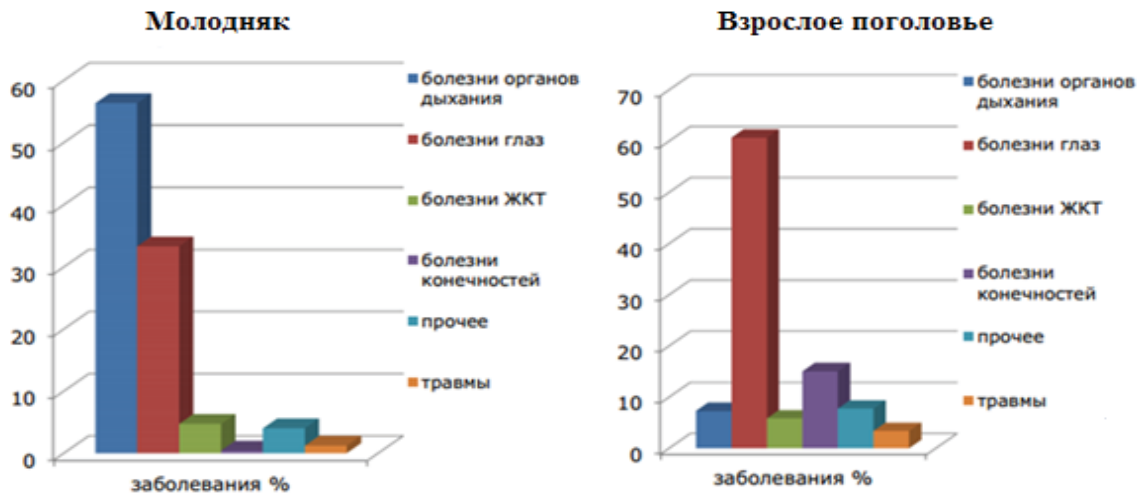 Молодняк
60
50
40
30
20
10
0
заболевания %
болезни органов
дыхания
болезни глаз
болезни ЖКТ
болезни
конечностей
прочее
травмы
Взрослое поголовье
70
60
50
40
30
20
10
0
заболевания %
болезни органов
дыхания
болезни глаз
болезни ЖКТ
болезни
конечностей
прочее
травмы